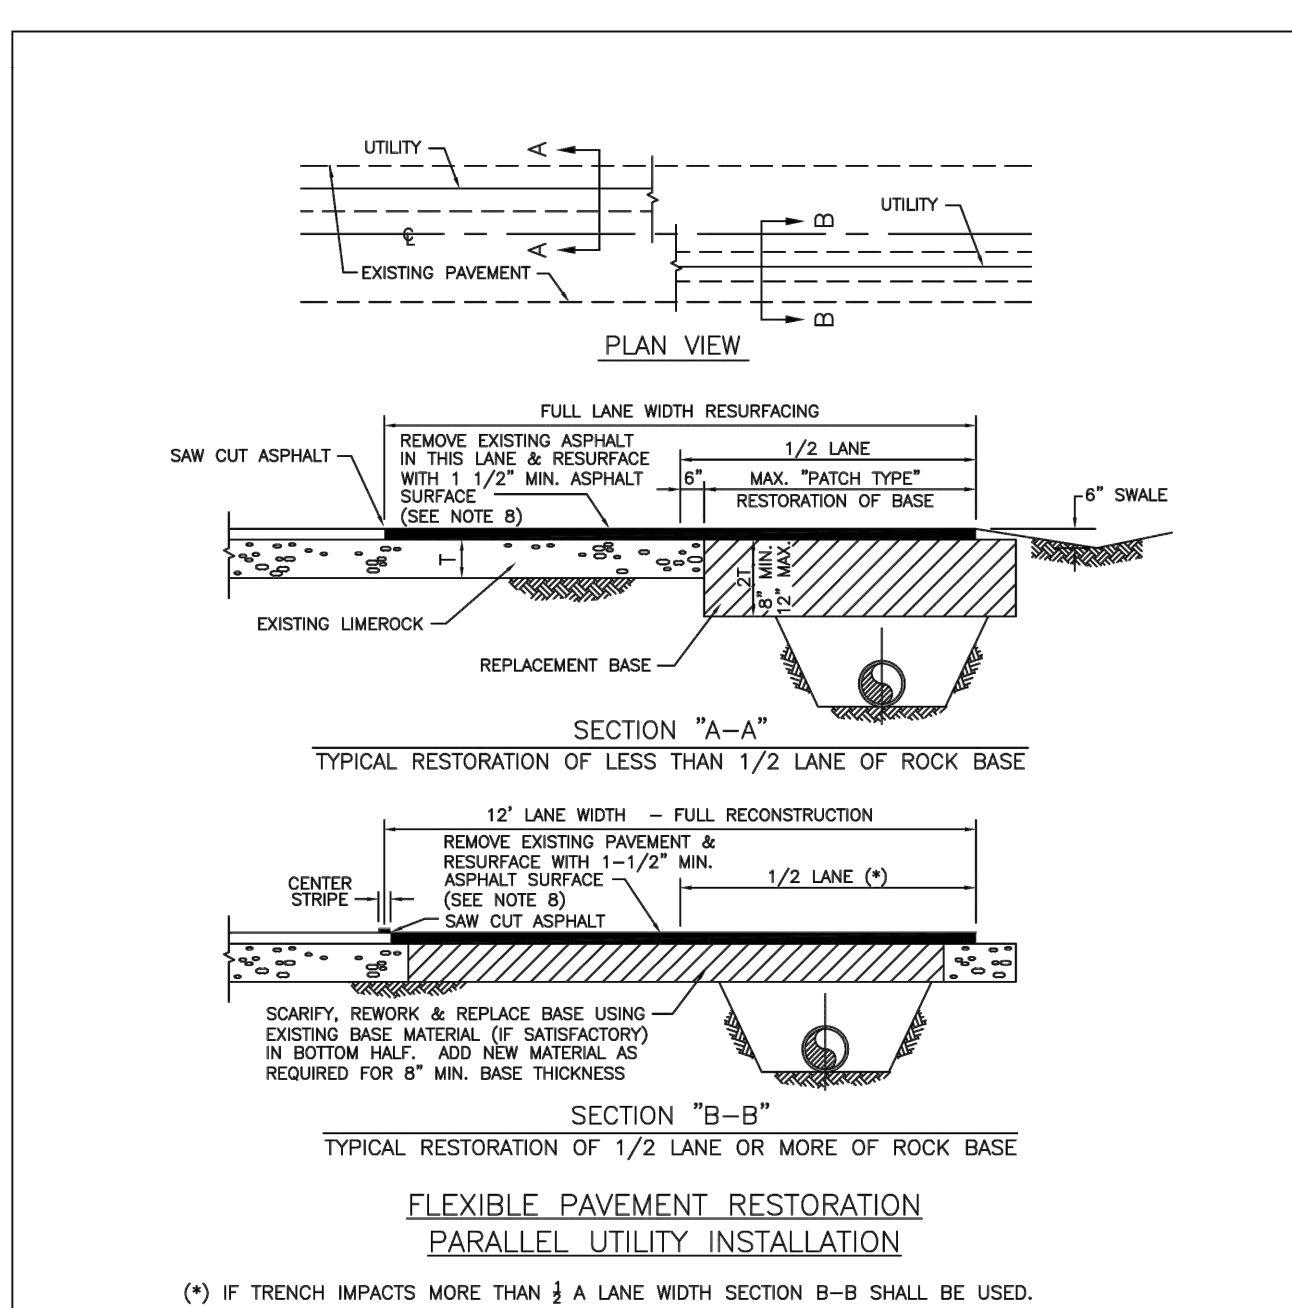 UTILITY
A
UTILITY
B
℄
A
EXISTING PAVEMENT
B
PLAN VIEW
FULL LANE WIDTH RESURFACING
SAW CUT ASPHALT
REMOVE EXISTING ASPHALT
IN THIS LANE & RESURFACE
WITH 1 1/2" MIN. ASPHALT
SURFACE
(SEE NOTE 8)
1/2 LANE
6"
MAX. "PATCH TYPE"
RESTORATION OF BASE
6" SWALE
T
2T
8" MIN.
12" MAX.
EXISTING LIMEROCK
REPLACEMENT BASE
SECTION "A-A"
TYPICAL RESTORATION OF LESS THAN 1/2 LANE OF ROCK BASE
12' LANE WIDTH - FULL RECONSTRUCTION
REMOVE EXISTING PAVEMENT &
RESURFACE WITH 1-1/2" MIN.
ASPHALT SURFACE
(SEE NOTE 8)
1/2 LANE (*)
CENTER
STRIPE
SAW CUT ASPHALT
SCARIFY, REWORK & REPLACE BASE USING
EXISTING BASE MATERIAL (IF SATISFACTORY)
IN BOTTOM HALF. ADD NEW MATERIAL AS
REQUIRED FOR 8" MIN. BASE THICKNESS
SECTION "B-B"
TYPICAL RESTORATION OF 1/2 LANE OR MORE OF ROCK BASE
FLEXIBLE PAVEMENT RESTORATION
PARALLEL UTILITY INSTALLATION
(*) IF TRENCH IMPACTS MORE THAN ½ A LANE WIDTH SECTION B-B SHALL BE USED.